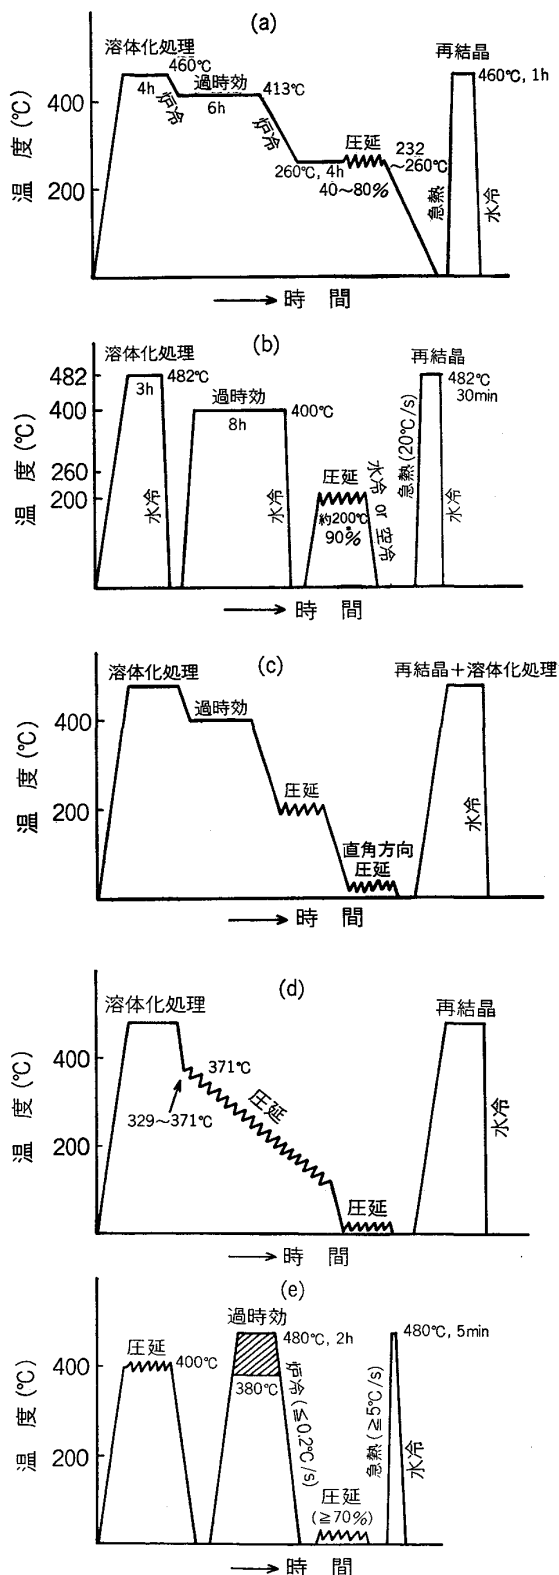 (a)
溶体化処理
460℃
4h
炉冷
過時効
6h
413℃
炉冷
260℃, 4h
圧延
40〜80%
232
〜260℃
再結晶
460℃, 1h
急熱
水冷
400
200
温度(℃)
→ 時間
(b)
溶体化処理
482℃
3h
水冷
過時効
8h
400℃
水冷
圧延
約200℃
90%
水冷 or 空冷
再結晶
482℃
30min
急熱(20℃/s)
水冷
482
400
260
200
温度(℃)
→ 時間
(c)
溶体化処理
過時効
圧延
直角方向
圧延
再結晶+溶体化処理
水冷
400
200
温度(℃)
→ 時間
(d)
溶体化処理
371℃
329〜371℃
圧延
圧延
再結晶
水冷
400
200
温度(℃)
→ 時間
(e)
圧延
400℃
過時効
480℃, 2h
380℃
炉冷(≦0.2℃/s)
圧延
(≧70%)
480℃, 5min
急熱(≧5℃/s)
水冷
400
200
温度(℃)
→ 時間